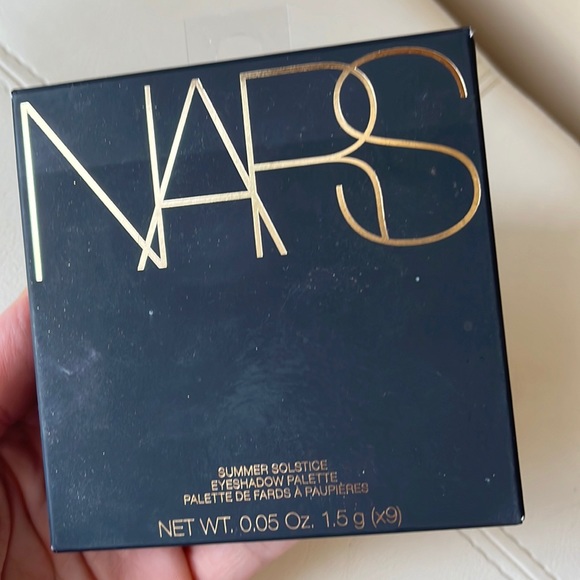 NARS
SUMMER SOLSTICE
EYESHADOW PALETTE
PALETTE DE FARDS À PAUPIÈRES
NET WT. 0.05 Oz. 1.5 g (x9)